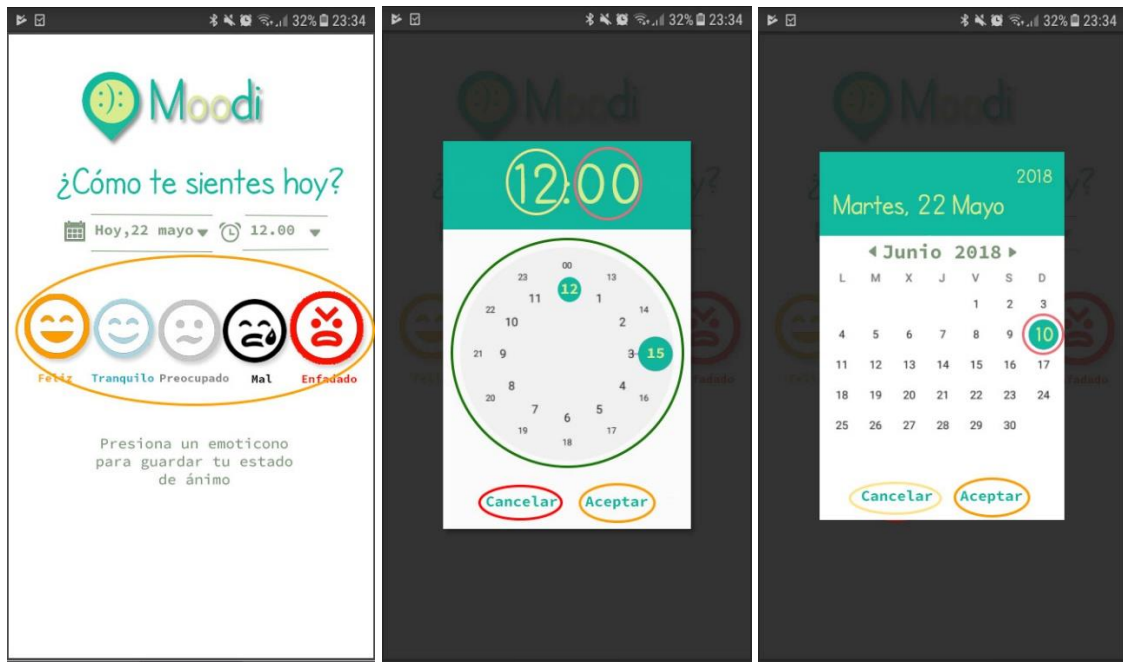 32% 23:34
Moodi
¿Cómo te sientes hoy?
Hoy,22 mayo 12.00
Feliz Tranquilo Preocupado Mal Enfadado
Presiona un emoticono
para guardar tu estado
de ánimo
32% 23:34
Moodi
12:00
00
23 13
12
11 1
22 14
10 2
21 9 3 15
8 4
20 16
7 5
6
19 17
18
Cancelar Aceptar
32% 23:34
Moodi
2018
Martes, 22 Mayo
Junio 2018
L M X J V S D
1 2 3
4 5 6 7 8 9 10
11 12 13 14 15 16 17
18 19 20 21 22 23 24
25 26 27 28 29 30
Cancelar Aceptar